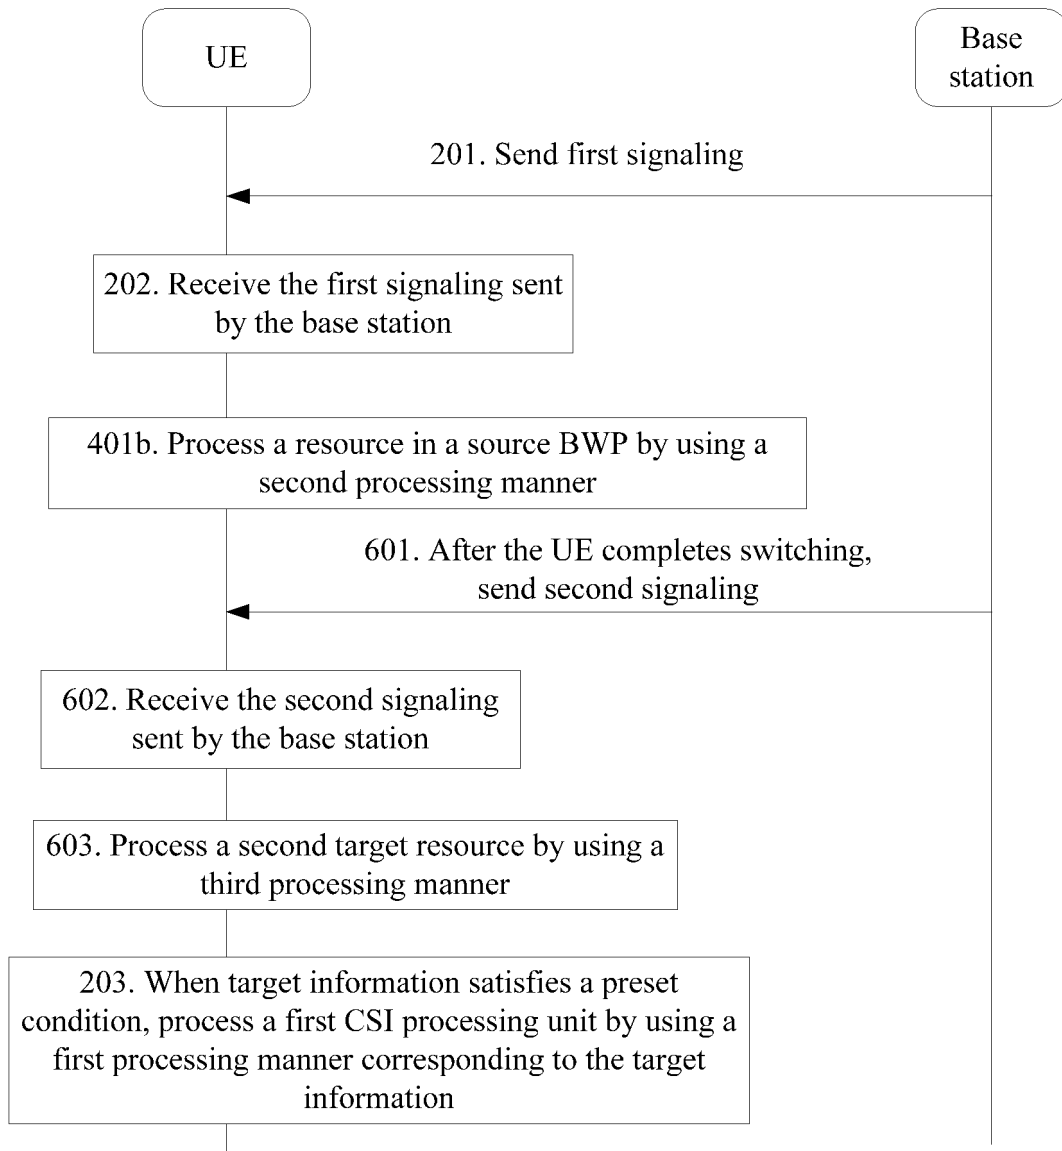 UE
Base
station
201. Send first signaling
202. Receive the first signaling sent
by the base station
401b. Process a resource in a source BWP by using a
second processing manner
601. After the UE completes switching,
send second signaling
602. Receive the second signaling
sent by the base station
603. Process a second target resource by using a
third processing manner
203. When target information satisfies a preset
condition, process a first CSI processing unit by using a
first processing manner corresponding to the target
information